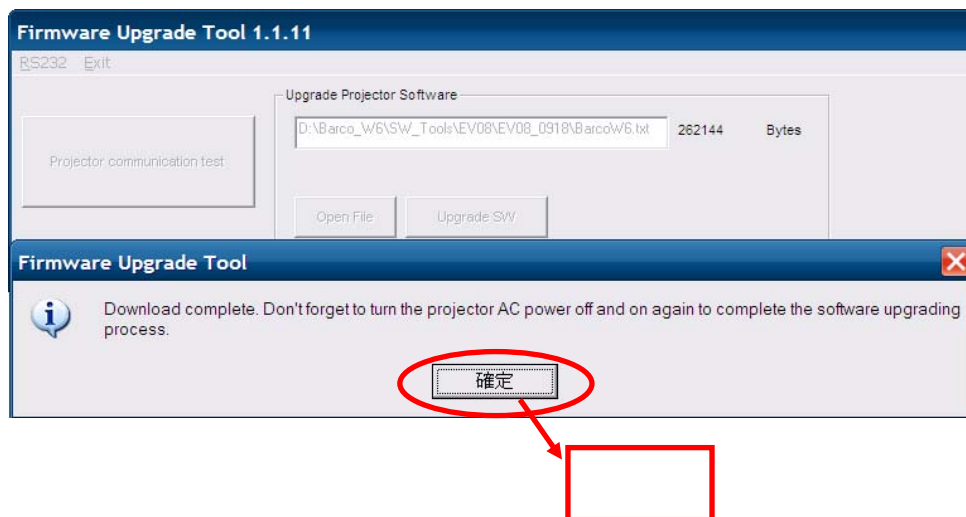 Firmware Upgrade Tool 1.1.11
RS232 Exit
Upgrade Projector Software
D:\Barco_W6\SW_Tools\EV08\EV08_0918\BarcoW6.txt 262144 Bytes
Projector communication test
Open File Upgrade SW
Firmware Upgrade Tool
Download complete. Don't forget to turn the projector AC power off and on again to complete the software upgrading
process.
確定